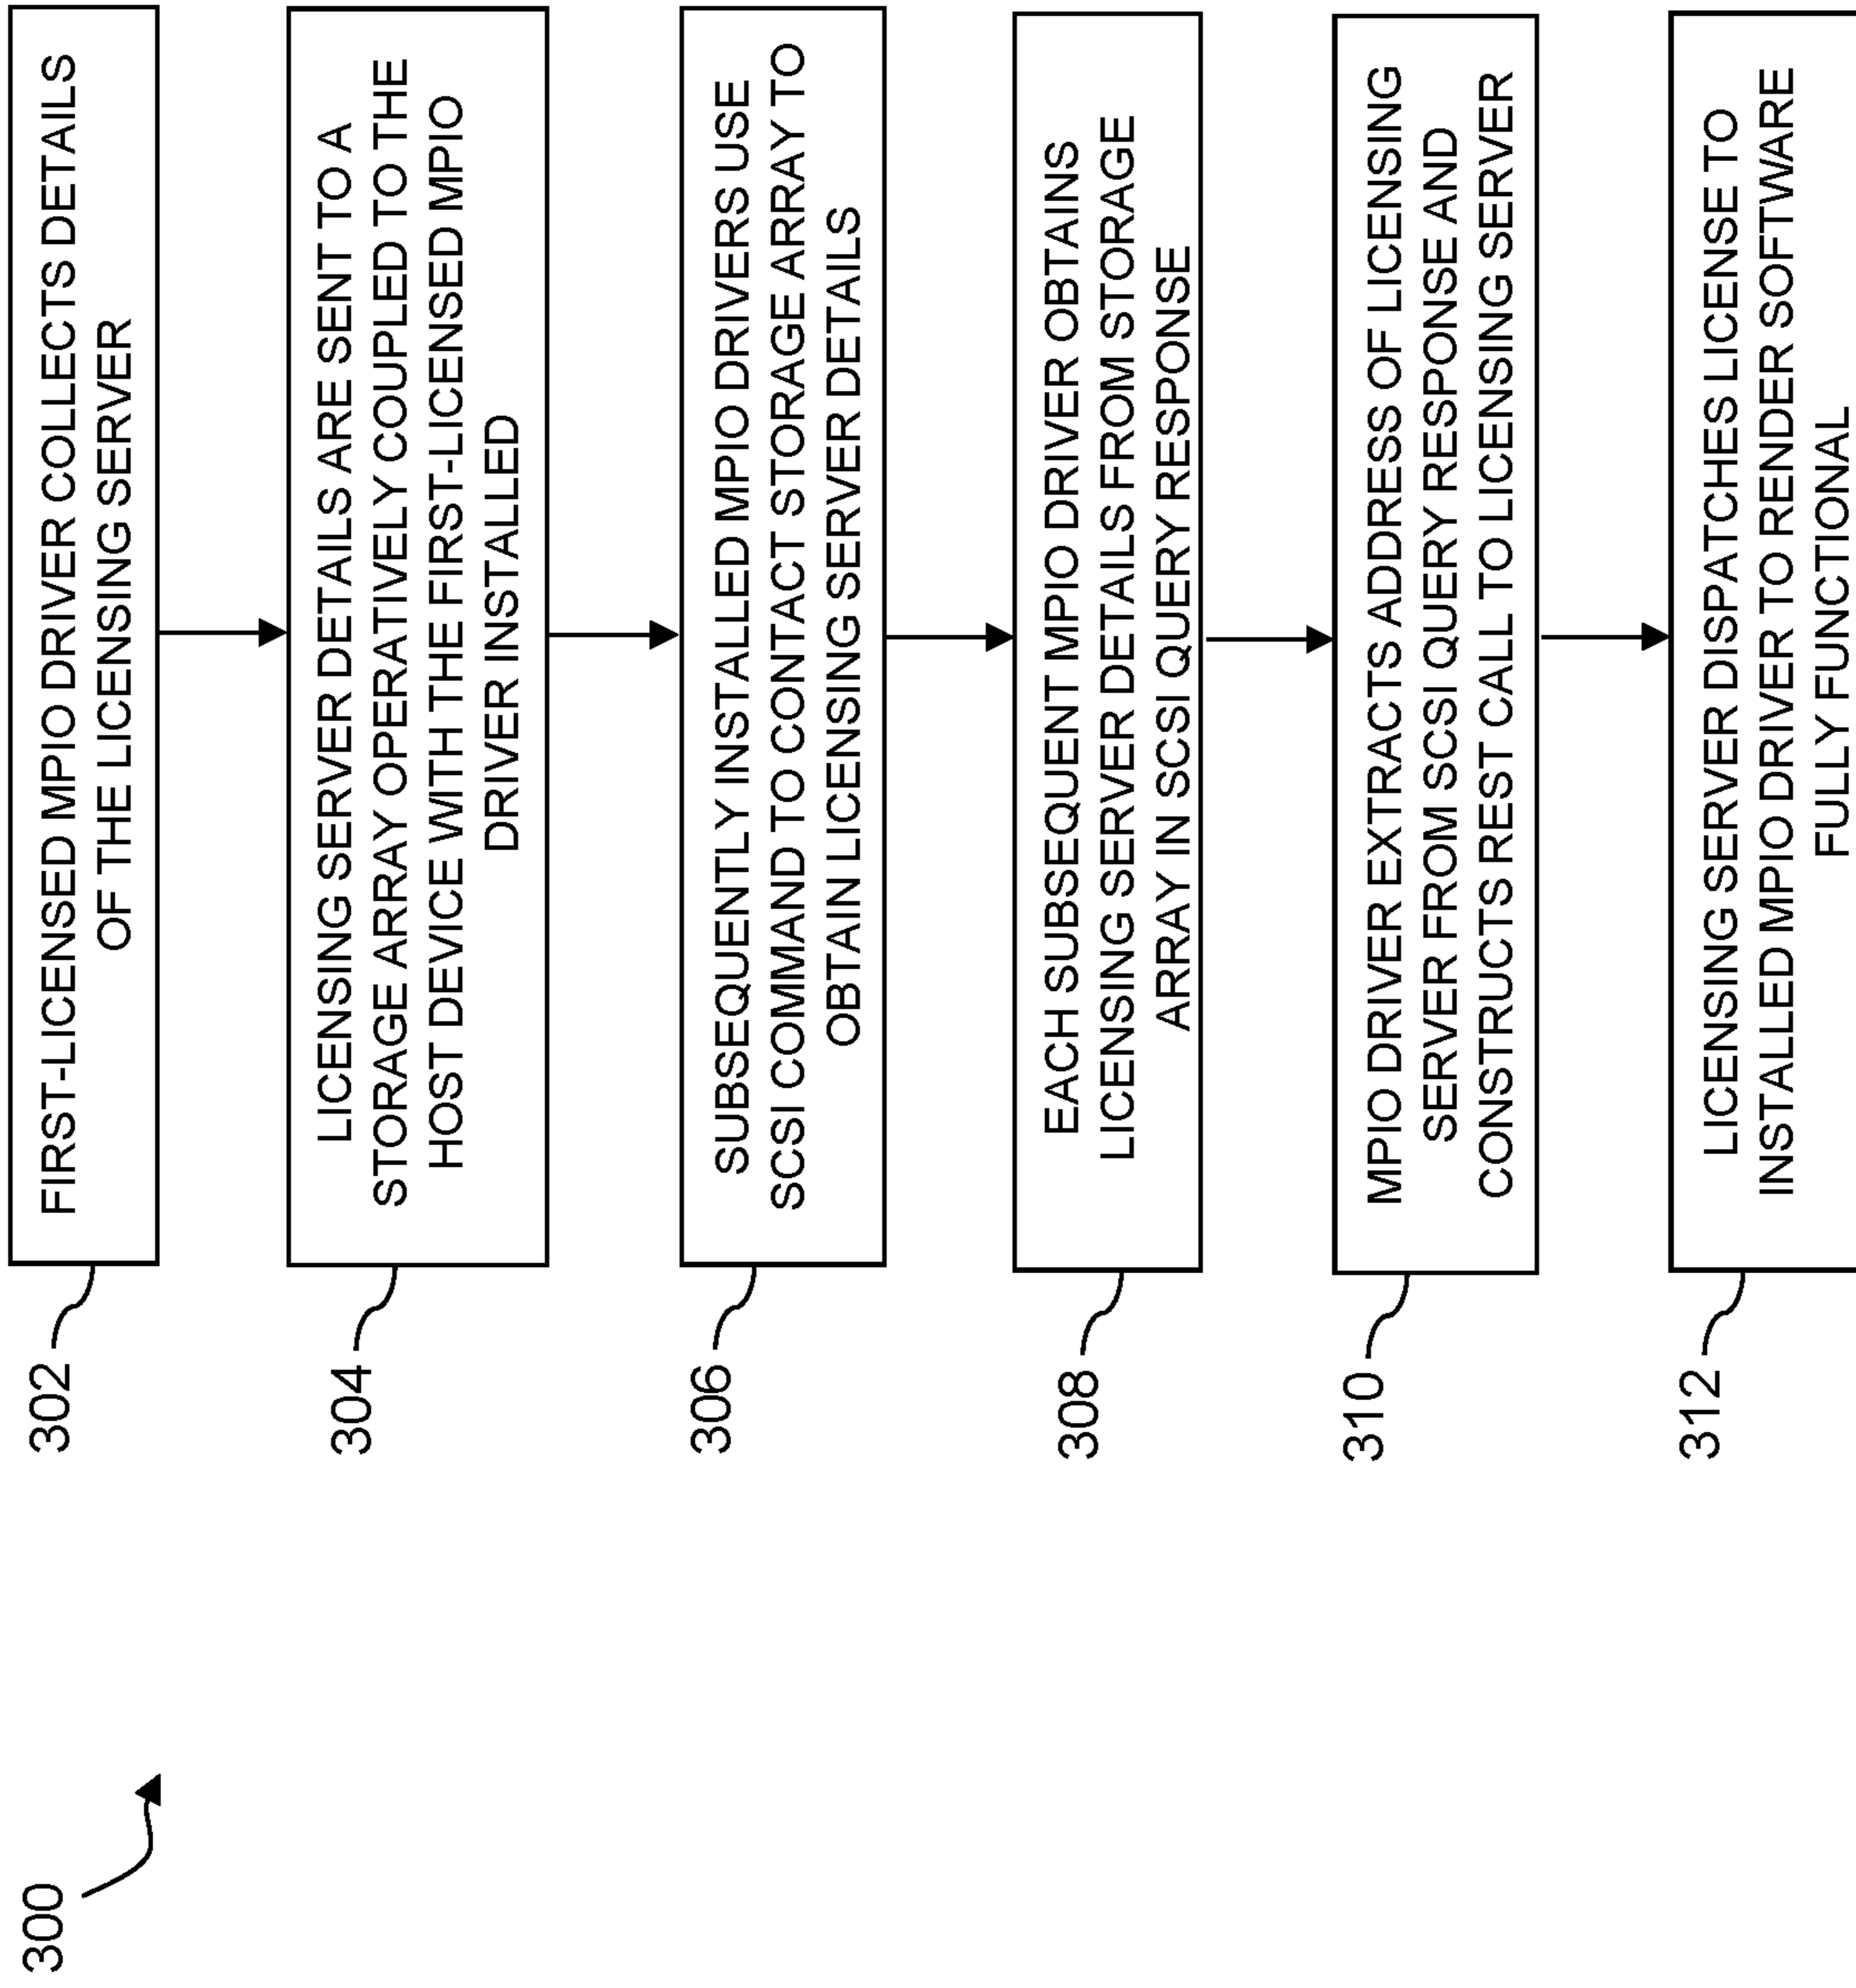 300
302
FIRST-LICENSED MPIO DRIVER COLLECTS DETAILS
OF THE LICENSING SERVER
304
LICENSING SERVER DETAILS ARE SENT TO A
STORAGE ARRAY OPERATIVELY COUPLED TO THE
HOST DEVICE WITH THE FIRST-LICENSED MPIO
DRIVER INSTALLED
306
SUBSEQUENTLY INSTALLED MPIO DRIVERS USE
SCSI COMMAND TO CONTACT STORAGE ARRAY TO
OBTAIN LICENSING SERVER DETAILS
308
EACH SUBSEQUENT MPIO DRIVER OBTAINS
LICENSING SERVER DETAILS FROM STORAGE
ARRAY IN SCSI QUERY RESPONSE
310
MPIO DRIVER EXTRACTS ADDRESS OF LICENSING
SERVER FROM SCSI QUERY RESPONSE AND
CONSTRUCTS REST CALL TO LICENSING SERVER
312
LICENSING SERVER DISPATCHES LICENSE TO
INSTALLED MPIO DRIVER TO RENDER SOFTWARE
FULLY FUNCTIONAL